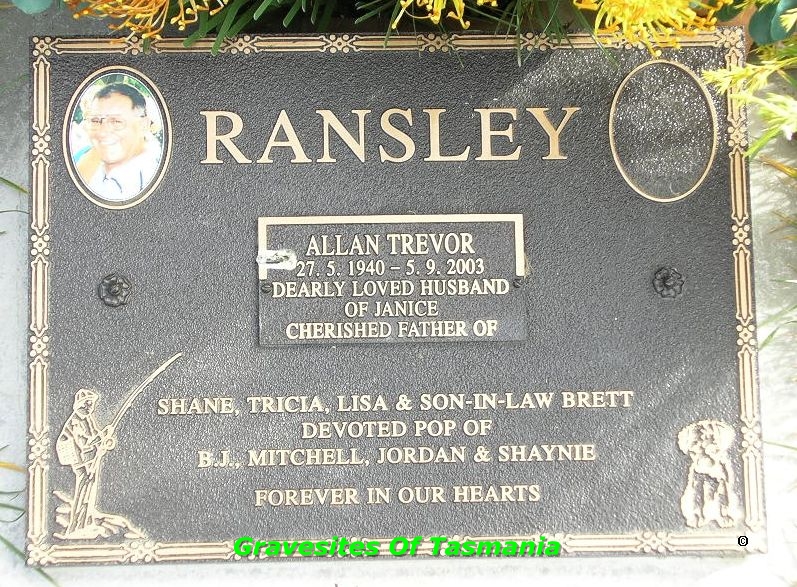 RANSLEY
ALLAN TREVOR
27. 5. 1940 – 5. 9. 2003
DEARLY LOVED HUSBAND
OF JANICE
CHERISHED FATHER OF
SHANE, TRICIA, LISA & SON-IN-LAW BRETT
DEVOTED POP OF
B.J., MITCHELL, JORDAN & SHAYNIE
FOREVER IN OUR HEARTS
Gravesites Of Tasmania
©